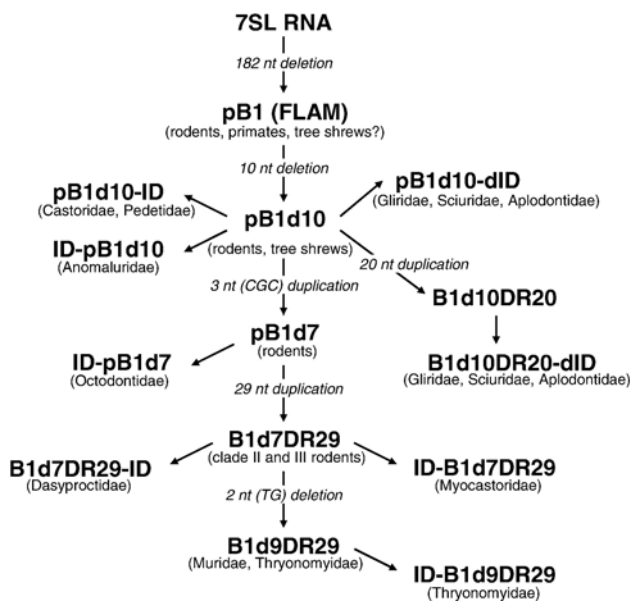 7SL RNA
182 nt deletion
pB1 (FLAM)
(rodents, primates, tree shrews?)
10 nt deletion
pB1d10-ID
(Castoridae, Pedetidae)
pB1d10-dID
(Gliridae, Sciuridae, Aplodontidae)
pB1d10
(rodents, tree shrews)
ID-pB1d10
(Anomaluridae)
20 nt duplication
3 nt (CGC) duplication
B1d10DR20
pB1d7
(rodents)
ID-pB1d7
(Octodontidae)
B1d10DR20-dID
(Gliridae, Sciuridae, Aplodontidae)
29 nt duplication
B1d7DR29
(clade II and III rodents)
B1d7DR29-ID
(Dasyproctidae)
ID-B1d7DR29
(Myocastoridae)
2 nt (TG) deletion
B1d9DR29
(Muridae, Thryonomyidae)
ID-B1d9DR29
(Thryonomyidae)